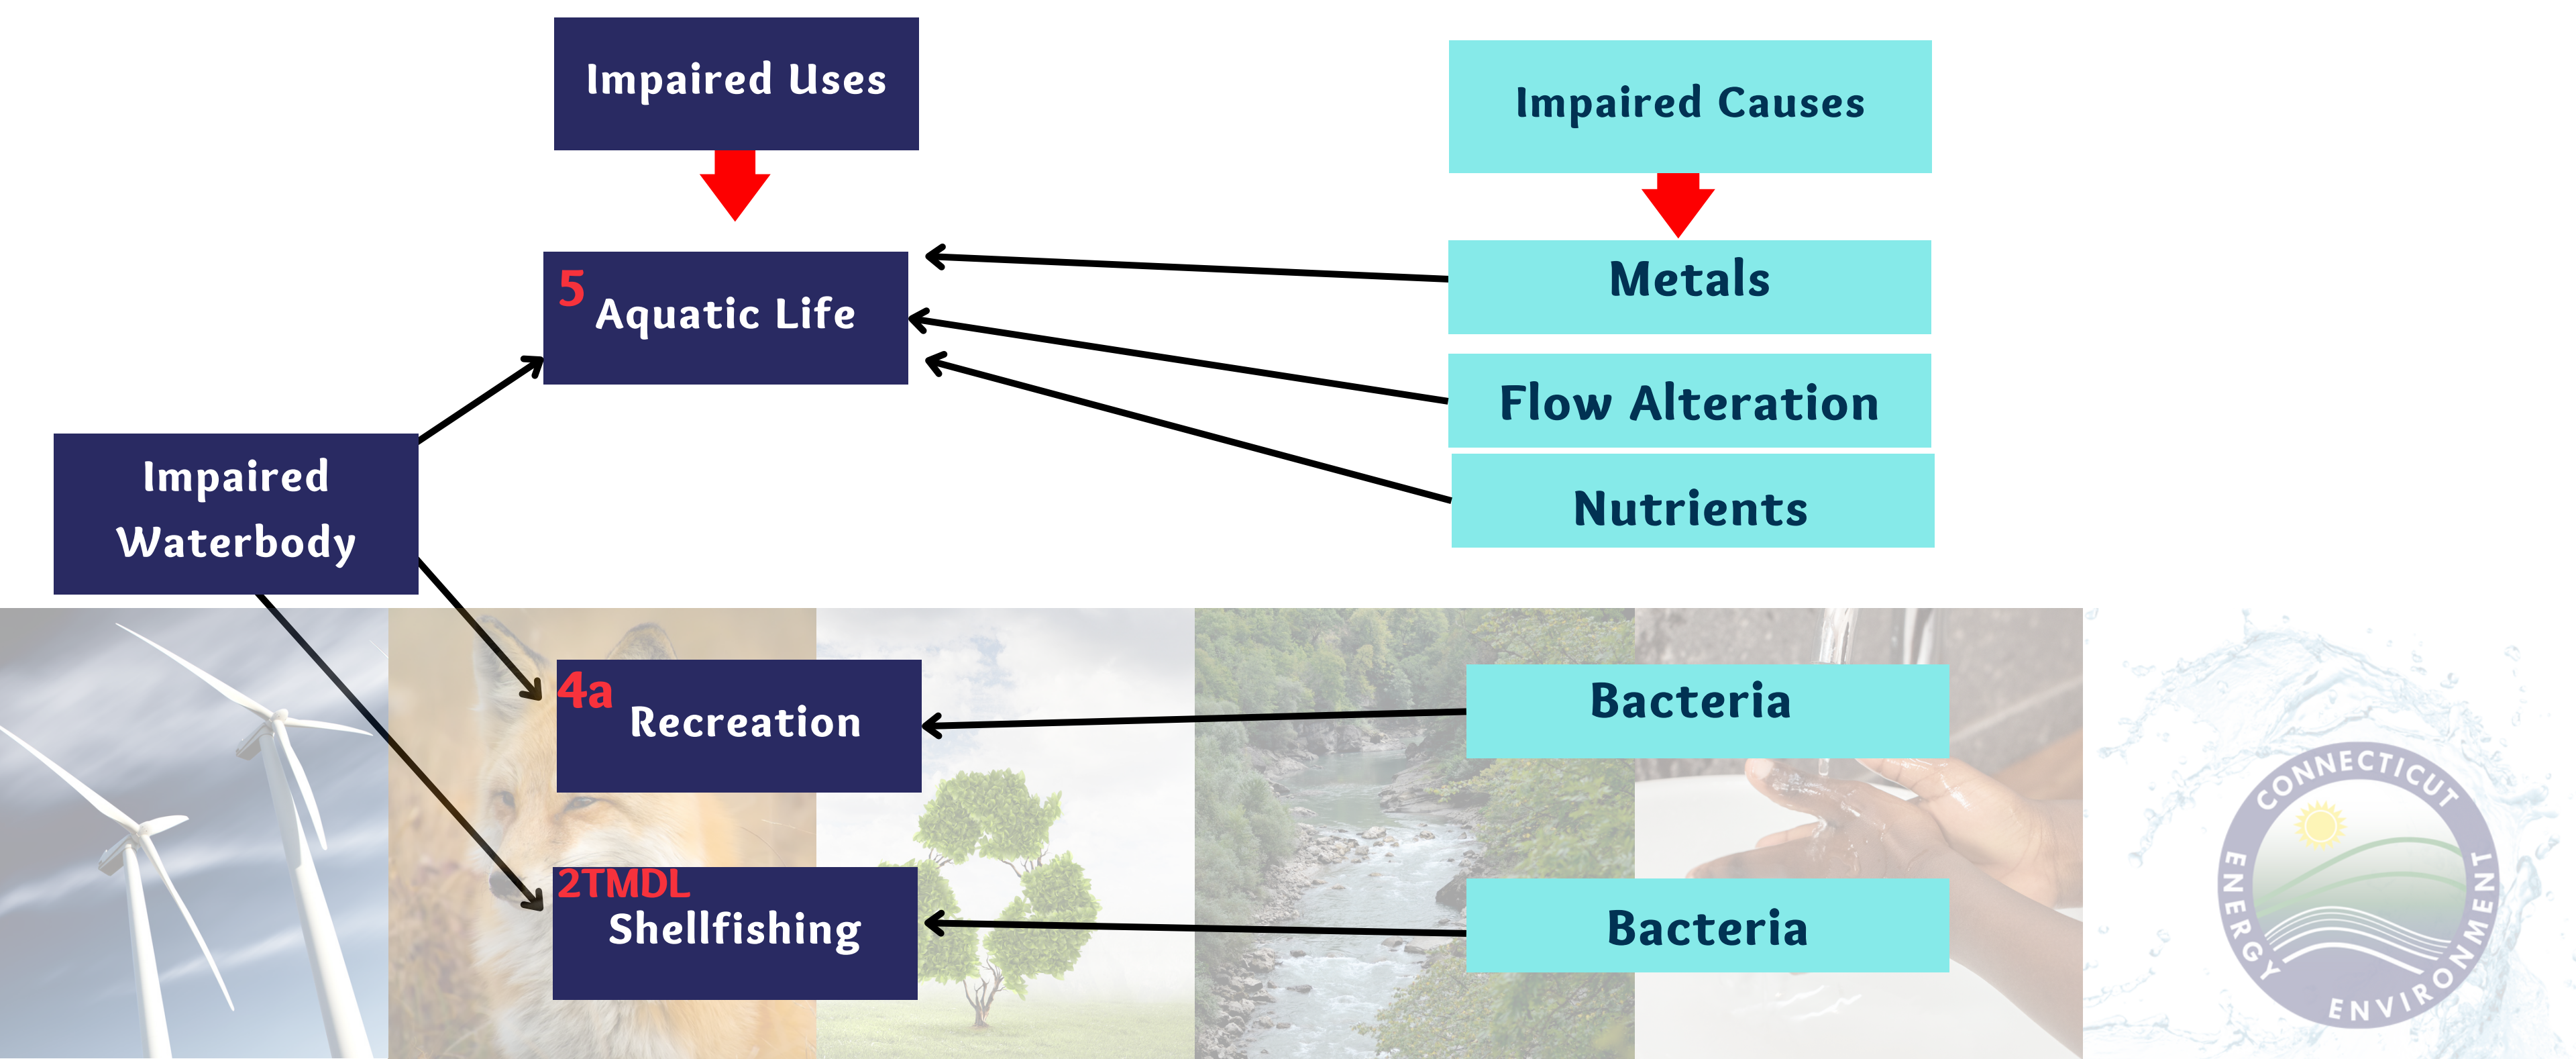 Impaired Uses
Impaired Causes
5
Aquatic Life
Metals
Flow Alteration
Nutrients
Impaired
Waterbody
4a
Recreation
Bacteria
2TMDL
Shellfishing
Bacteria
CONNECTICUT
ENERGY
ENVIRONMENT